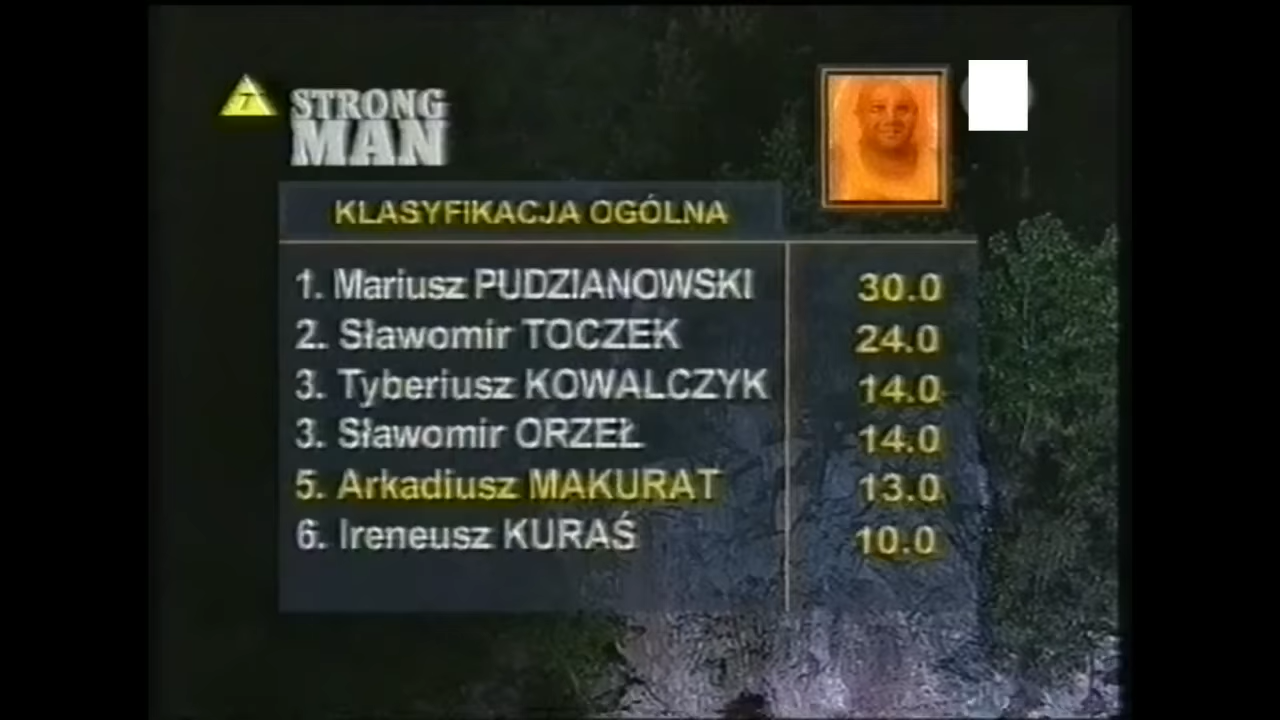 7
STRONG
MAN
KLASYFIKACJA OGÓLNA
1. Mariusz PUDZIANOWSKI 30.0
2. Sławomir TOCZEK 24.0
3. Tyberiusz KOWALCZYK 14.0
3. Sławomir ORZEŁ 14.0
5. Arkadiusz MAKURAT 13.0
6. Ireneusz KURAŚ 10.0